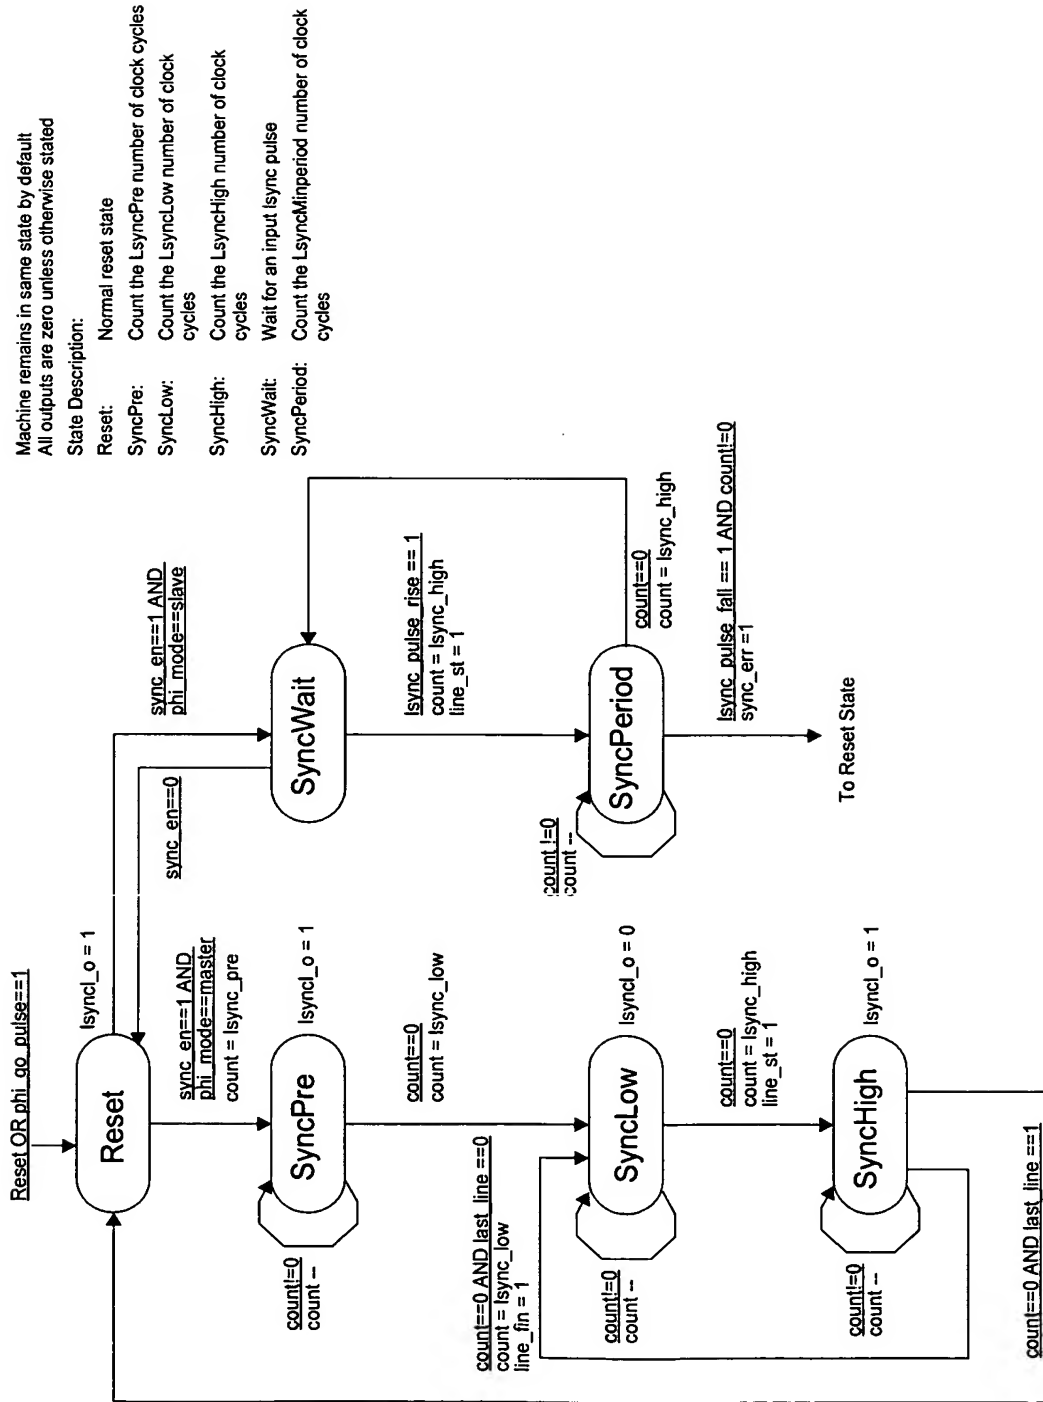 Machine remains in same state by default
All outputs are zero unless otherwise stated
State Description:
Reset: Normal reset state
SyncPre: Count the LsyncPre number of clock cycles
SyncLow: Count the LsyncLow number of clock
cycles
SyncHigh: Count the LsyncHigh number of clock
cycles
SyncWait: Wait for an input lsync pulse
SyncPeriod: Count the LsyncMinperiod number of clock
cycles
Reset OR phi_go_pulse==1
Reset
lsyncl_o = 1
sync_en==1 AND
phi_mode==slave
sync_en==0
sync_en==1 AND
phi_mode==master
count = lsync_pre
SyncWait
SyncPre
lsyncl_o = 1
count!=0
count --
lsync_pulse_rise == 1
count = lsync_high
line_st = 1
count==0
count = lsync_low
count==0 AND last_line ==0
count = lsync_low
line_fin = 1
SyncLow
lsyncl_o = 0
count!=0
count --
SyncPeriod
count !=0
count --
count==0
count = lsync_high
count==0
count = lsync_high
line_st = 1
lsync_pulse_fall == 1 AND count!=0
sync_err =1
To Reset State
SyncHigh
lsyncl_o = 1
count!=0
count --
count==0 AND last_line ==1